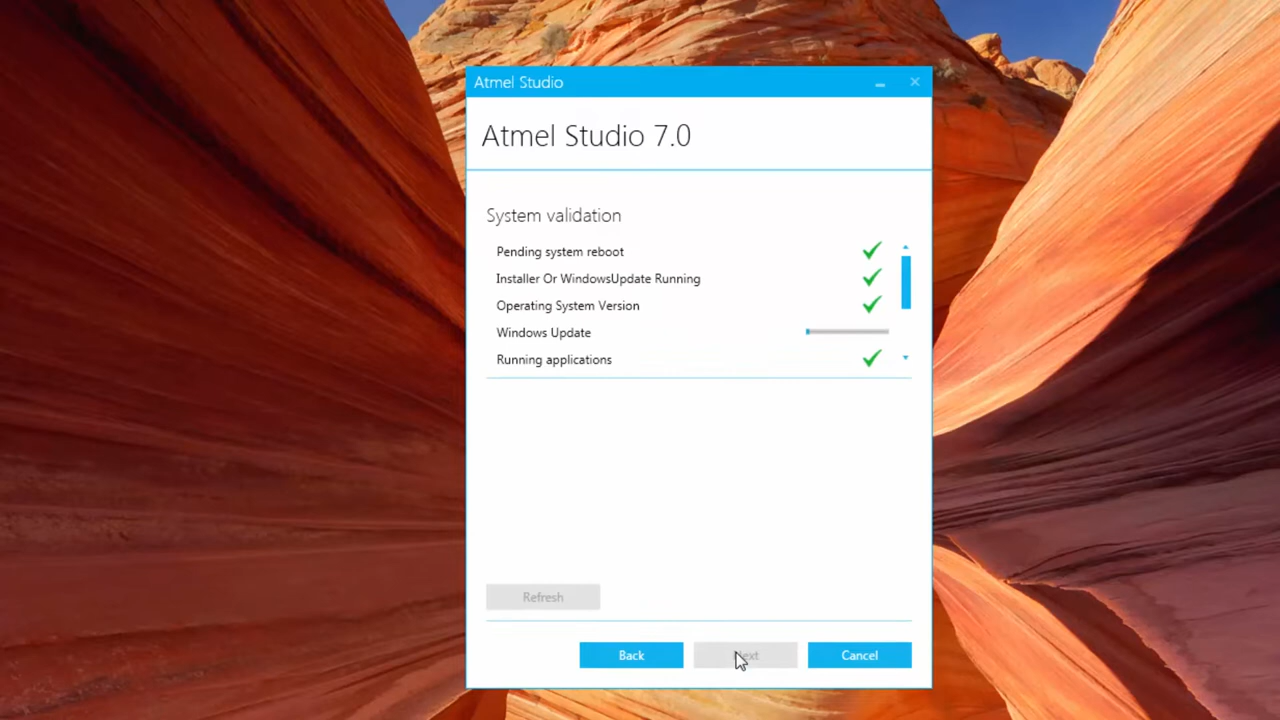 Atmel Studio
Atmel Studio 7.0
System validation
Pending system reboot
Installer Or WindowsUpdate Running
Operating System Version
Windows Update
Running applications
Refresh
Back
Next
Cancel